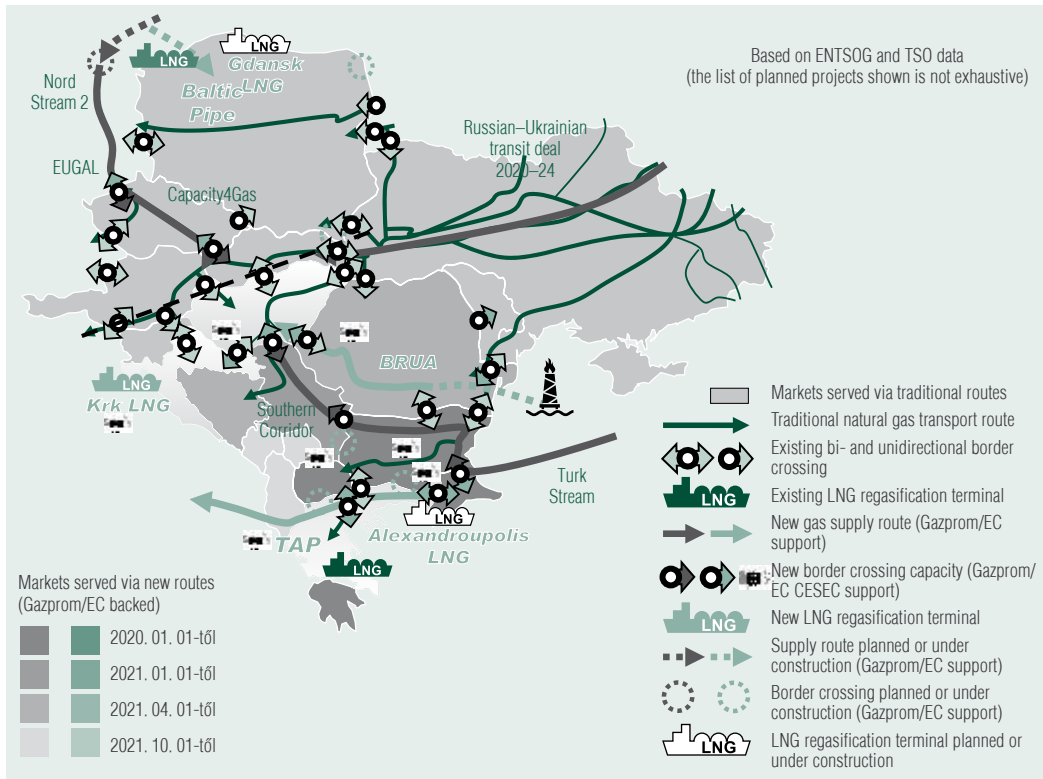 LNG
LNG
Gdansk
LNG
Baltic
Pipe
Nord
Stream 2
Based on ENTSOG and TSO data
(the list of planned projects shown is not exhaustive)
Russian–Ukrainian
transit deal
2020–24
EUGAL
Capacity4Gas
BRUA
LNG
Krk LNG
Southern
Corridor
Turk
Stream
LNG
Alexandroupolis
LNG
TAP
LNG
Markets served via new routes
(Gazprom/EC backed)
2020. 01. 01-től
2021. 01. 01-től
2021. 04. 01-től
2021. 10. 01-től
Markets served via traditional routes
Traditional natural gas transport route
Existing bi- and unidirectional border
crossing
LNG
Existing LNG regasification terminal
New gas supply route (Gazprom/EC
support)
New border crossing capacity (Gazprom/
EC CESEC support)
LNG
New LNG regasification terminal
Supply route planned or under
construction (Gazprom/EC support)
Border crossing planned or under
construction (Gazprom/EC support)
LNG
LNG regasification terminal planned or
under construction